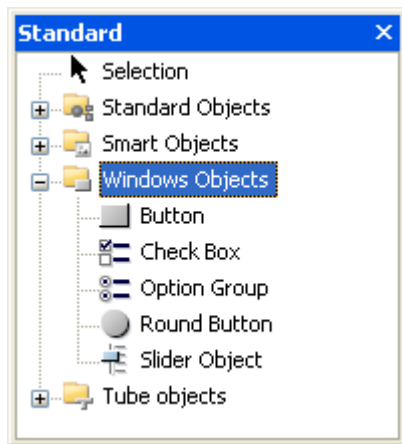 Standard
Selection
Standard Objects
Smart Objects
Windows Objects
Button
Check Box
Option Group
Round Button
Slider Object
Tube objects